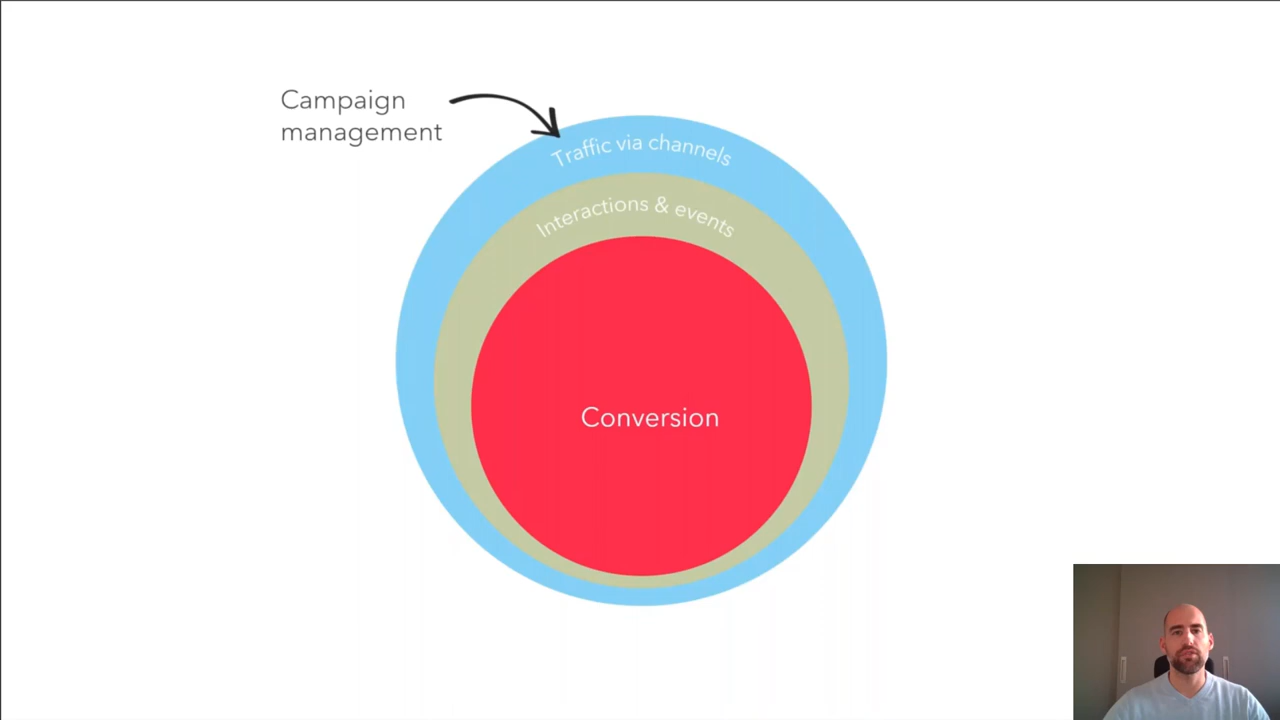 Campaign
management
Traffic via channels
Interactions & events
Conversion